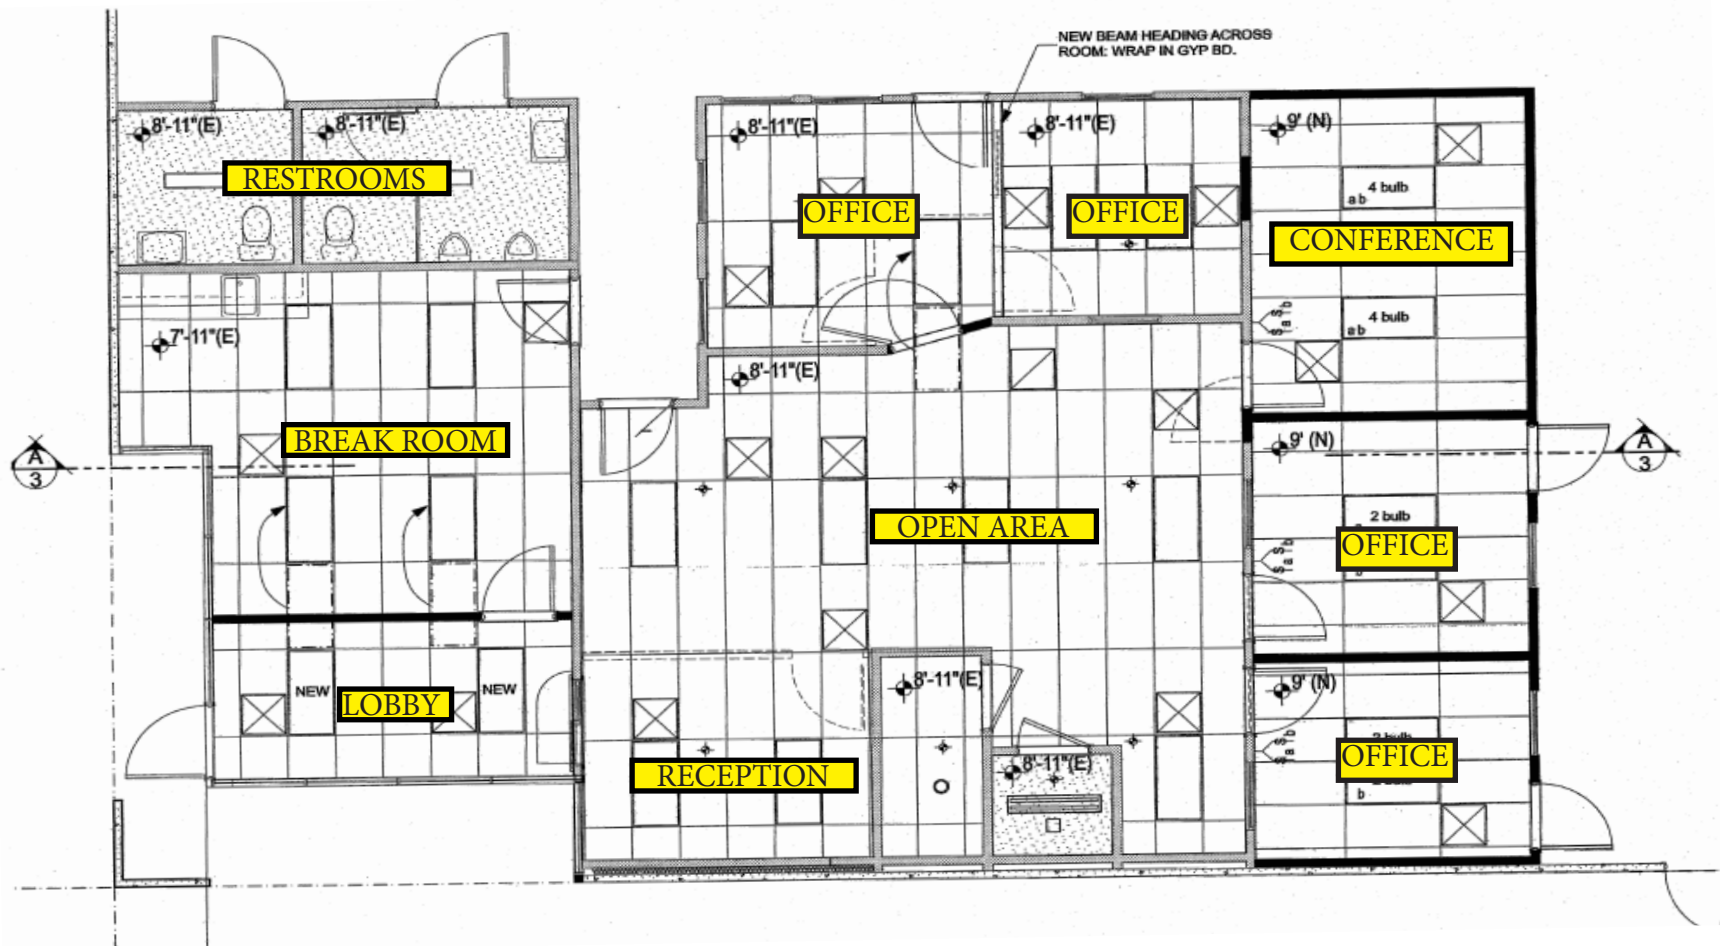 NEW BEAM HEADING ACROSS
ROOM: WRAP IN GYP BD.
8'-11"(E)
8'-11"(E)
8'-11"(E)
8'-11"(E)
9' (N)
RESTROOMS
OFFICE
OFFICE
4 bulb
a b
CONFERENCE
4 bulb
a b
S S
a b
7'-11"(E)
8'-11"(E)
BREAK ROOM
A
3
9' (N)
A
3
2 bulb
OPEN AREA
OFFICE
S S
a b
b
NEW
NEW
LOBBY
8'-11"(E)
9' (N)
S S
a b
OFFICE
RECEPTION
8'-11"(E)
b